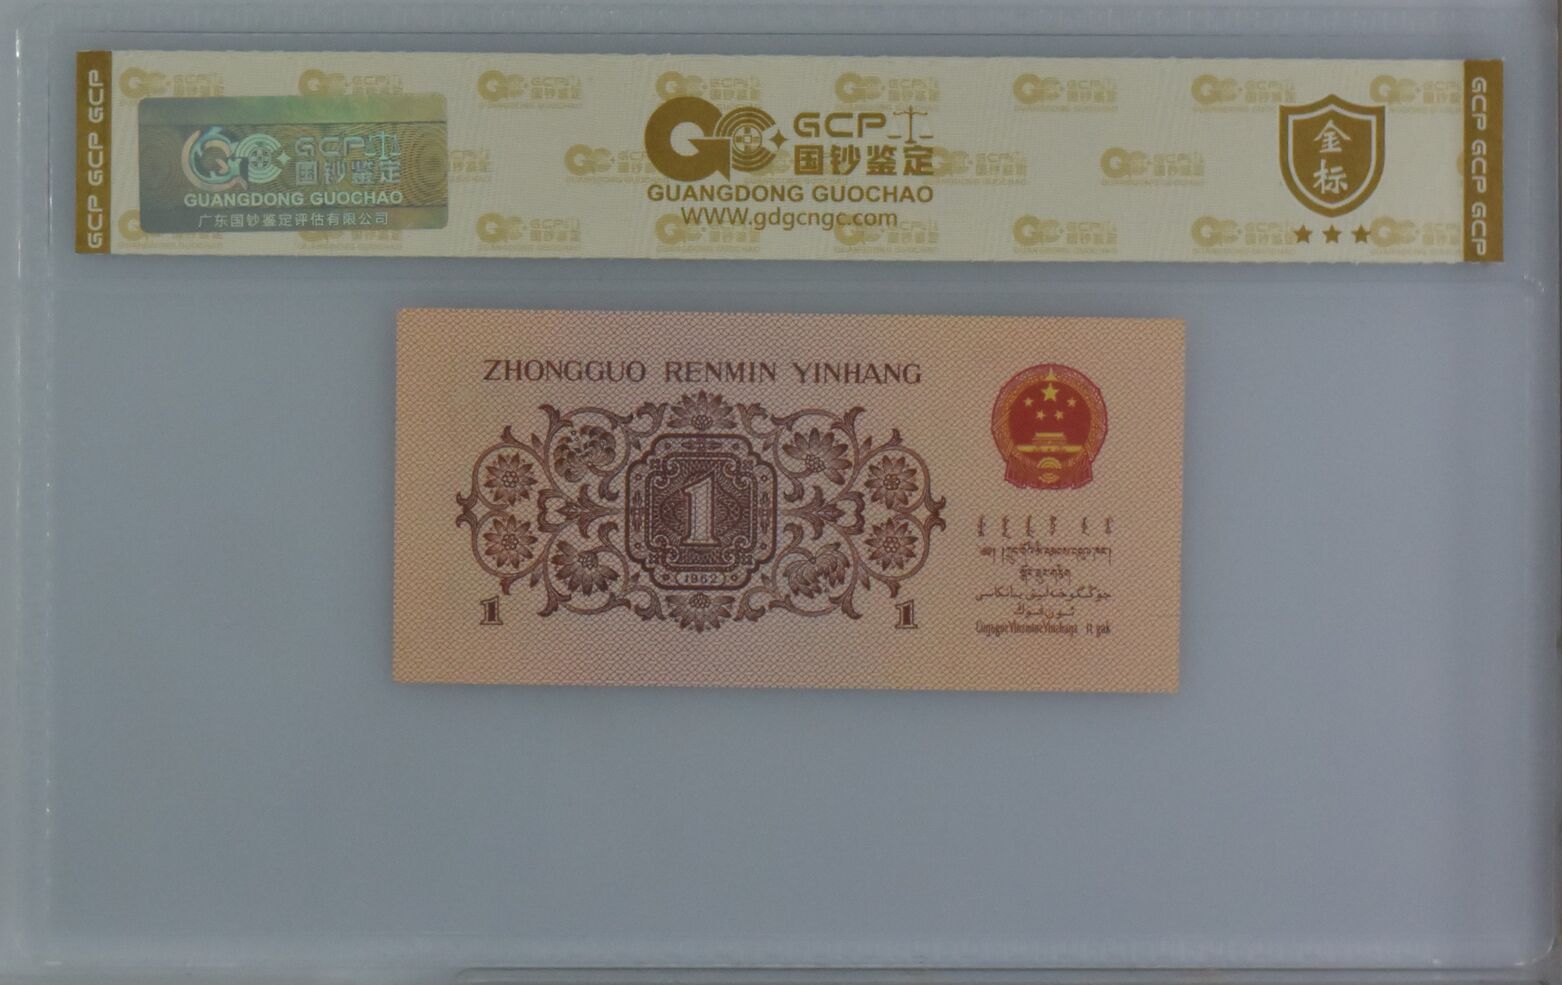 GCP GCP GCP
GCP
国钞鉴定
GUANGDONG GUOCHAO
广东国钞鉴定评估有限公司
GCP
国钞鉴定
GUANGDONG GUOCHAO
WWW.gdgcngc.com
金标
GCP GCP GCP
ZHONGGUO RENMIN YINHANG
1
1962
1
1